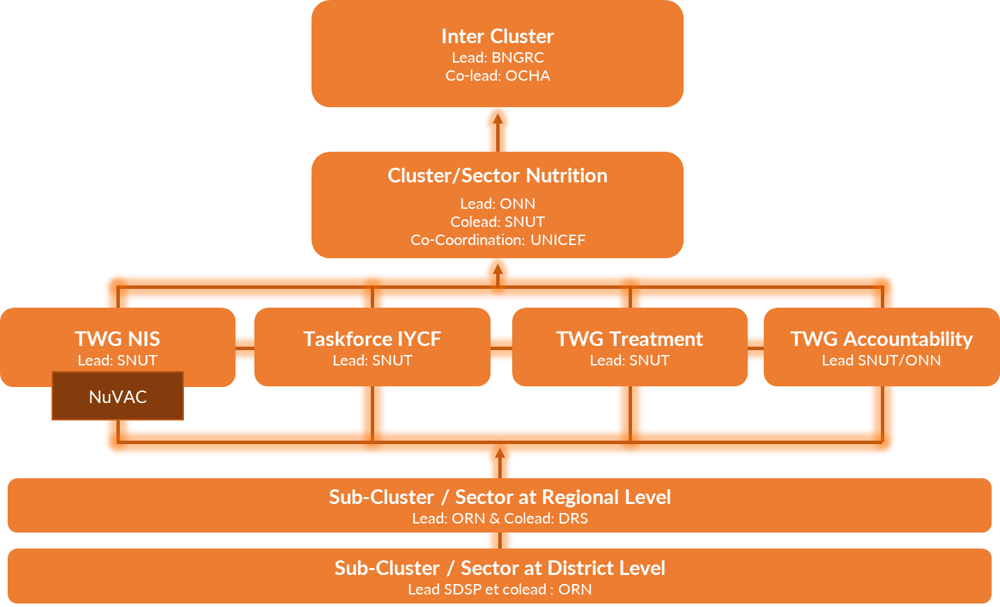 Inter Cluster
Lead: BNGRC
Co-lead: OCHA
Cluster/Sector Nutrition
Lead: ONN
Colead: SNUT
Co-Coordination: UNICEF
TWG NIS
Lead: SNUT
NuVAC
Taskforce IYCF
Lead: SNUT
TWG Treatment
Lead: SNUT
TWG Accountability
Lead SNUT/ONN
Sub-Cluster / Sector at Regional Level
Lead: ORN & Colead: DRS
Sub-Cluster / Sector at District Level
Lead SDSP et colead : ORN